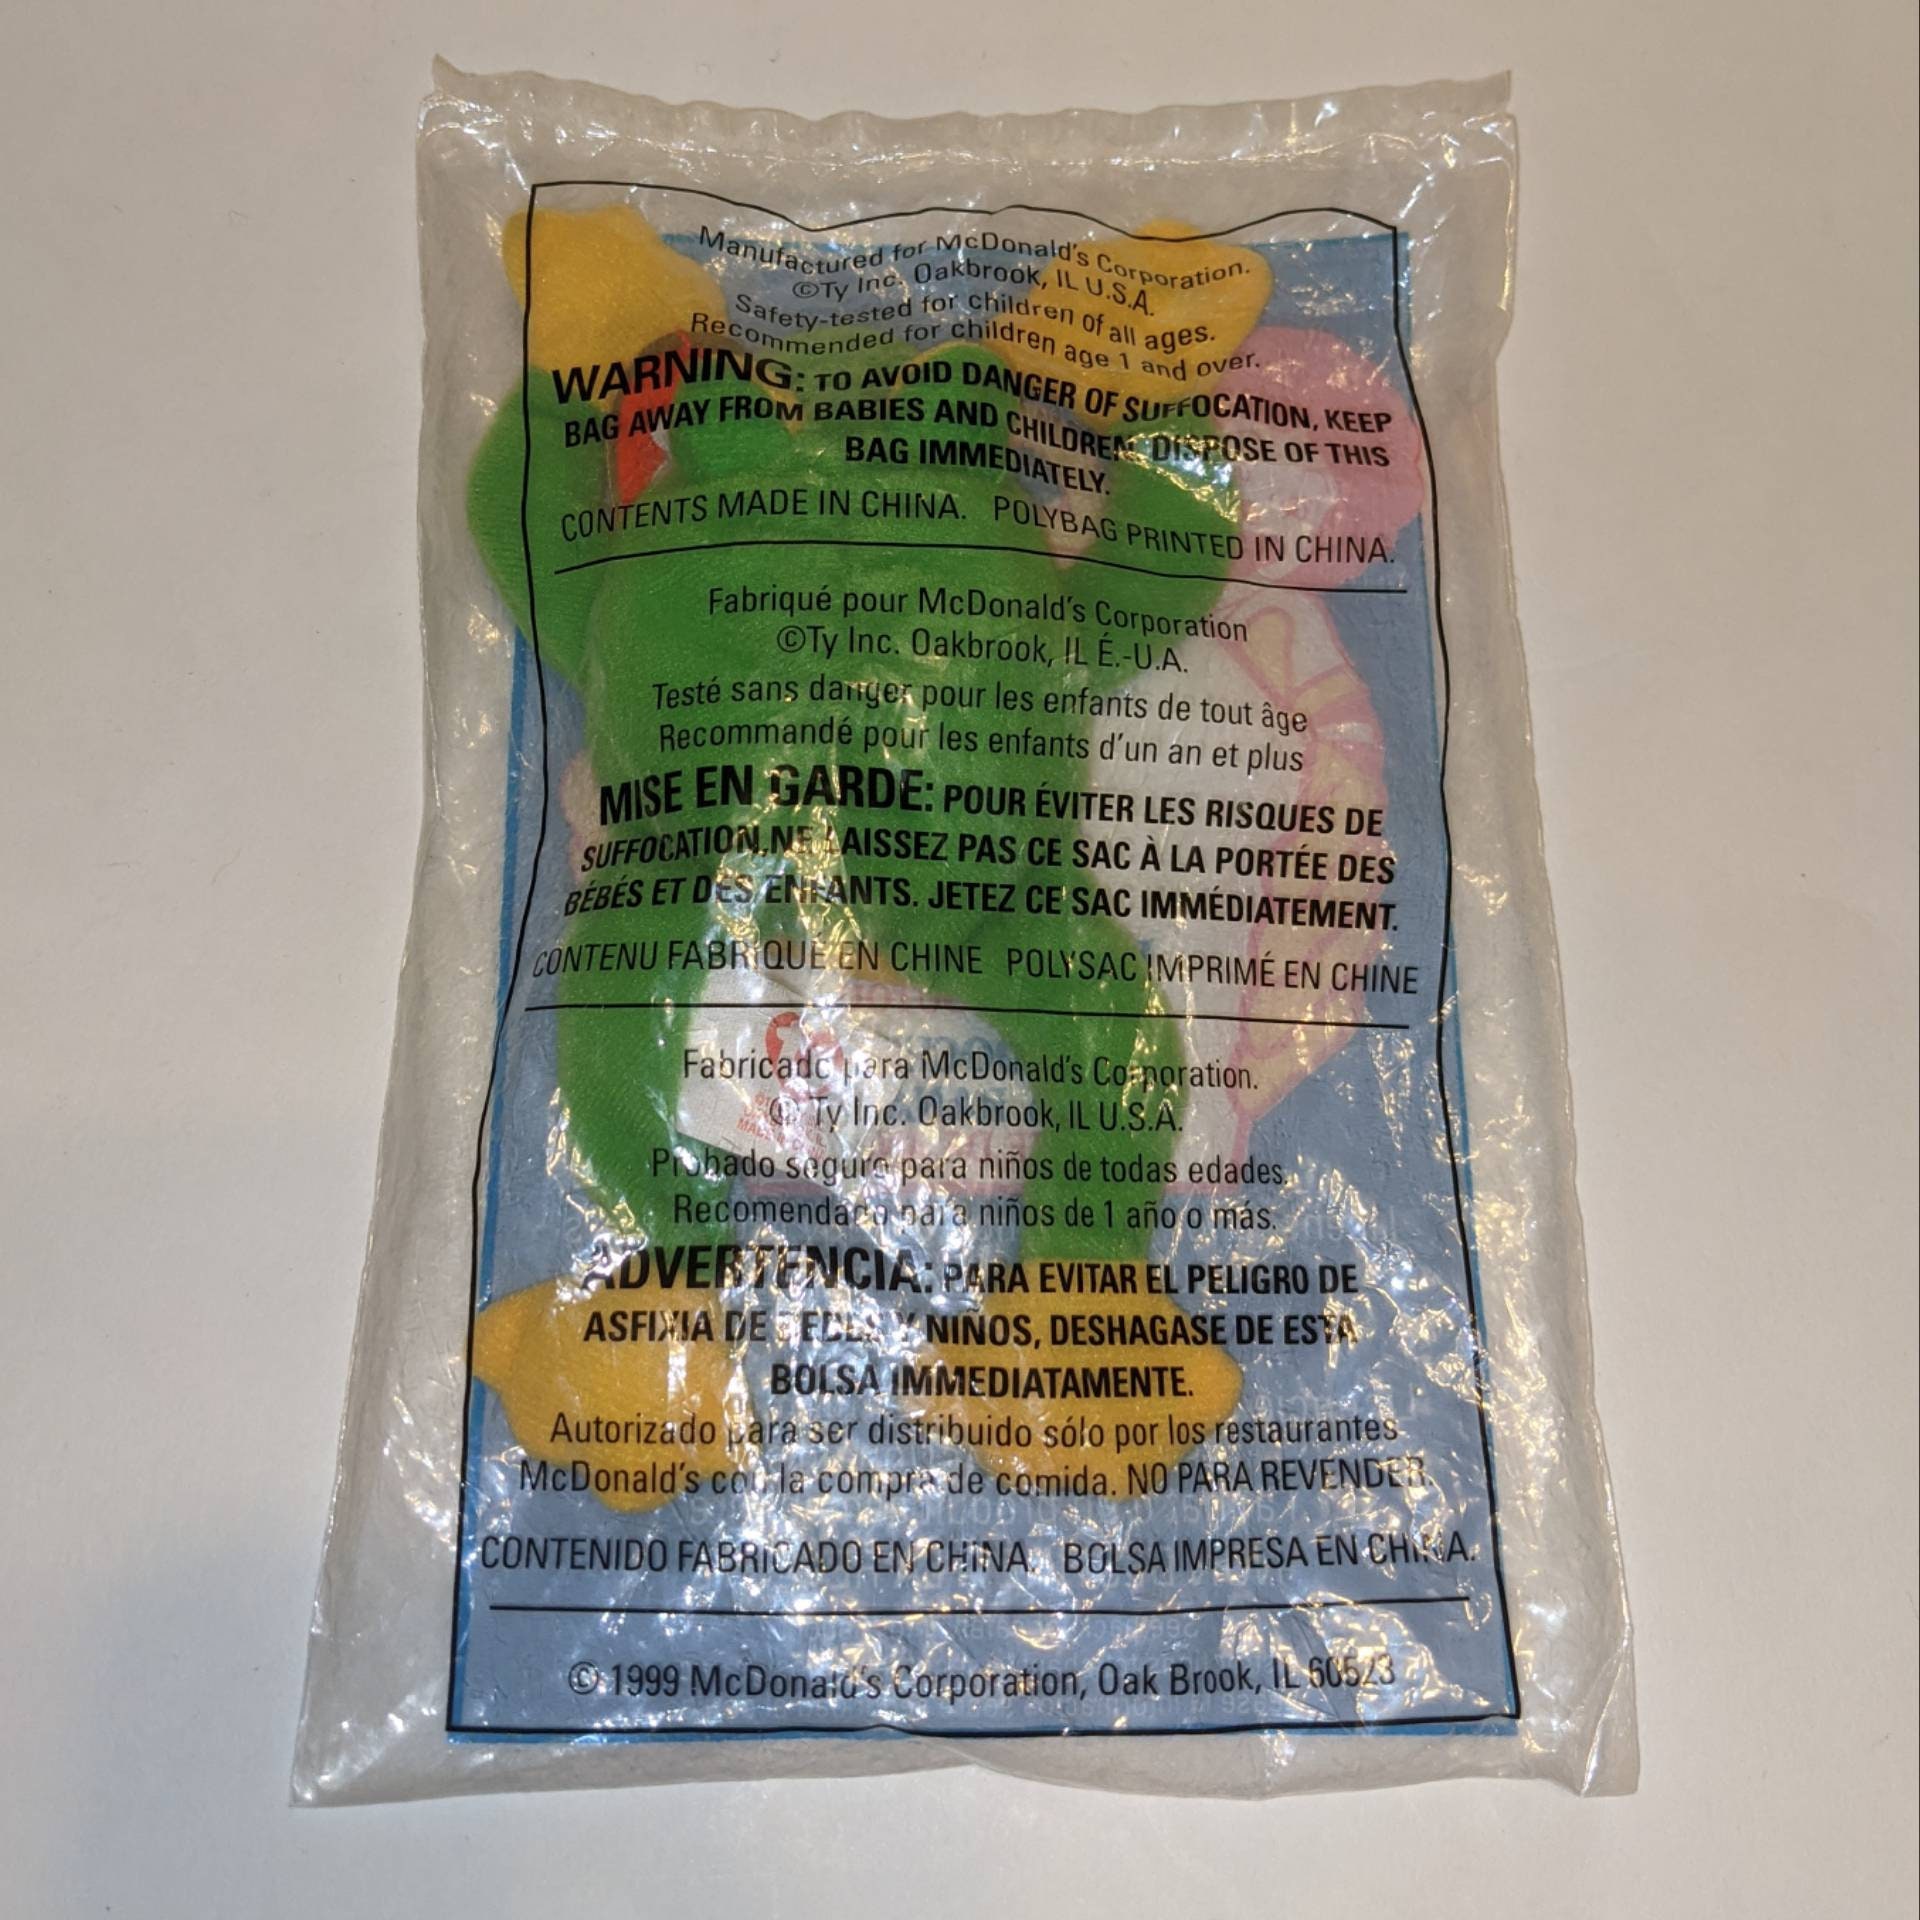 Manufactured for McDonald's Corporation.
©Ty Inc. Oakbrook, IL U.S.A.
Safety-tested for children of all ages.
Recommended for children age 1 and over.
WARNING: TO AVOID DANGER OF SUFFOCATION, KEEP
BAG AWAY FROM BABIES AND CHILDREN. DISPOSE OF THIS
BAG IMMEDIATELY.
CONTENTS MADE IN CHINA. POLYBAG PRINTED IN CHINA.
Fabriqué pour McDonald's Corporation
©Ty Inc. Oakbrook, IL É.-U.A.
Testé sans danger pour les enfants de tout âge
Recommandé pour les enfants d'un an et plus
MISE EN GARDE: POUR ÉVITER LES RISQUES DE
SUFFOCATION, NE LAISSEZ PAS CE SAC À LA PORTÉE DES
BÉBÉS ET DES ENFANTS. JETEZ CE SAC IMMÉDIATEMENT.
CONTENU FABRIQUÉ EN CHINE POLYSAC IMPRIMÉ EN CHINE
Fabricado para McDonald's Corporation.
© Ty Inc. Oakbrook, IL U.S.A.
Probado seguro para niños de todas edades.
Recomendado para niños de 1 año o más.
ADVERTENCIA: PARA EVITAR EL PELIGRO DE
ASFIXIA DE BEBES Y NIÑOS, DESHAGASE DE ESTA
BOLSA IMMEDIATAMENTE.
Autorizado para ser distribuido sólo por los restaurantes
McDonald's con la compra de comida. NO PARA REVENDER.
CONTENIDO FABRICADO EN CHINA. BOLSA IMPRESA EN CHINA.
© 1999 McDonald's Corporation, Oak Brook, IL 60523